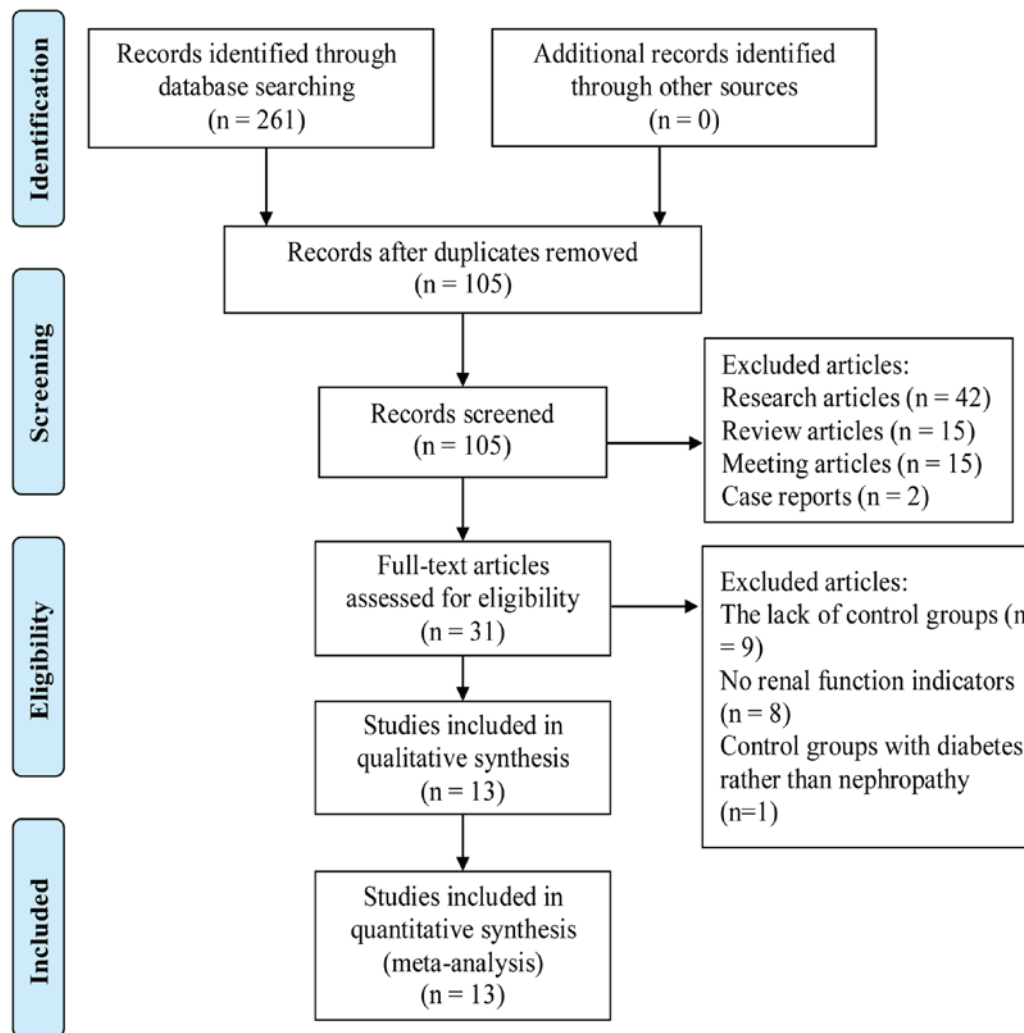 Identification
Records identified through
database searching
(n = 261)
Additional records identified
through other sources
(n = 0)
Records after duplicates removed
(n = 105)
Screening
Records screened
(n = 105)
Excluded articles:
Research articles (n = 42)
Review articles (n = 15)
Meeting articles (n = 15)
Case reports (n = 2)
Eligibility
Full-text articles
assessed for eligibility
(n = 31)
Excluded articles:
The lack of control groups (n
= 9)
No renal function indicators
(n = 8)
Control groups with diabetes
rather than nephropathy
(n=1)
Studies included in
qualitative synthesis
(n = 13)
Included
Studies included in
quantitative synthesis
(meta-analysis)
(n = 13)